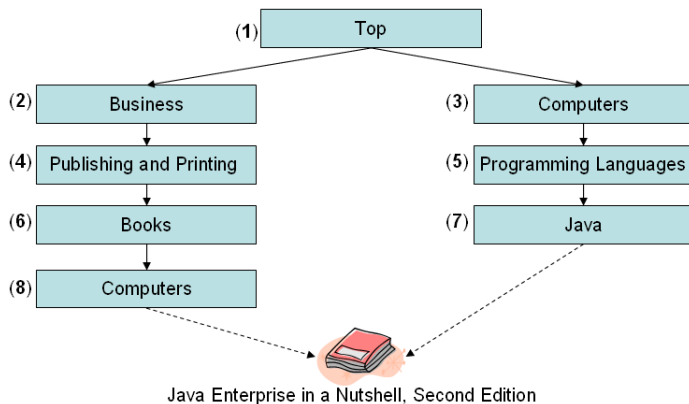 (1) Top
(2) Business
(3) Computers
(4) Publishing and Printing
(5) Programming Languages
(6) Books
(7) Java
(8) Computers
Java Enterprise in a Nutshell, Second Edition